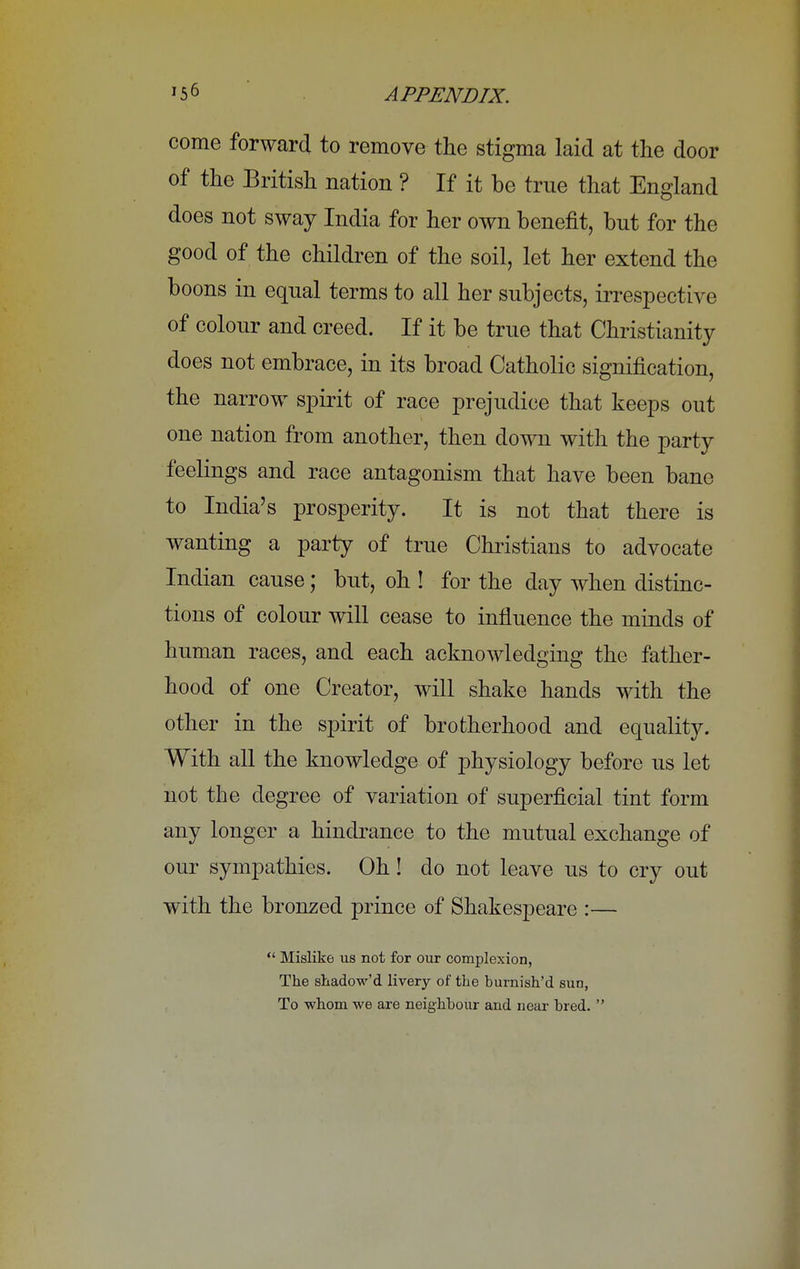 156 APPENDIX.
come forward to remove the stigma laid at the door
of the British nation ? If it be true that England
does not sway India for her own benefit, but for the
good of the children of the soil, let her extend the
boons in equal terms to all her subjects, irrespective
of colour and creed. If it be true that Christianity
does not embrace, in its broad Catholic signification,
the narrow spirit of race prejudice that keeps out
one nation from another, then down with the party
feelings and race antagonism that have been bane
to India's prosperity. It is not that there is
wanting a party of true Christians to advocate
Indian cause ; but, oh ! for the day when distinc-
tions of colour will cease to influence the minds of
human races, and each acknowledging the father-
hood of one Creator, will shake hands with the
other in the spirit of brotherhood and equality.
With all the knowledge of physiology before us let
not the degree of variation of superficial tint form
any longer a hindrance to the mutual exchange of
our sympathies. Oh ! do not leave us to cry out
with the bronzed prince of Shakespeare :—
“ Mislike us not for our complexion,
The shadow'd livery of the burnish'd sun,
To whom we are neighbour and near bred. ”